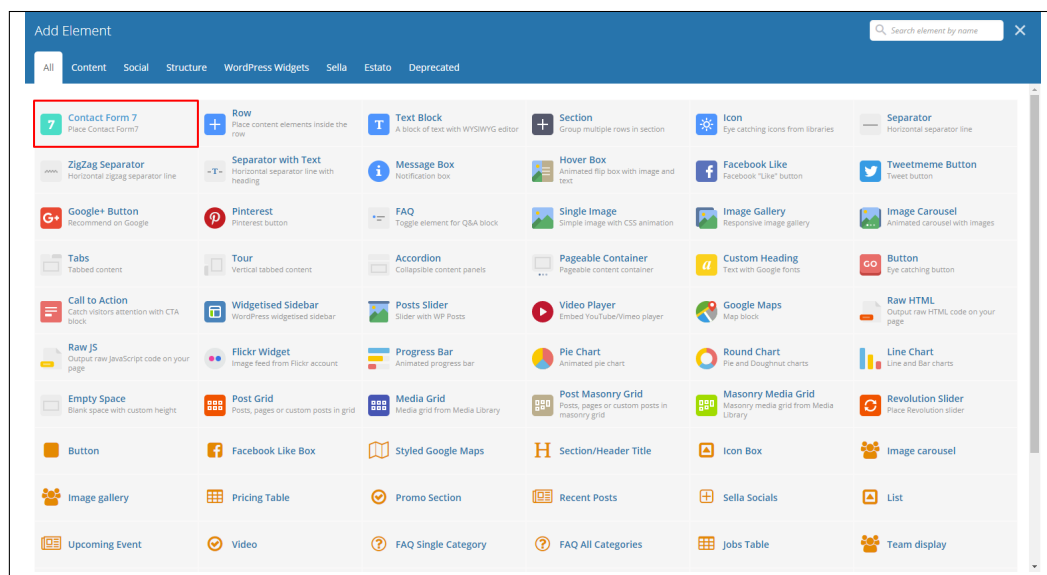 Add Element
Search element by name
All Content Social Structure WordPress Widgets Sella Estato Deprecated
7
Contact Form 7
Place Contact Form7
Row
Place content elements inside the
row
T
Text Block
A block of text with WYSIWYG editor
Section
Group multiple rows in section
Icon
Eye catching icons from libraries
Separator
Horizontal separator line
ZigZag Separator
Horizontal zigzag separator line
-T-
Separator with Text
Horizontal separator line with
heading
i
Message Box
Notification box
Hover Box
Animated flip box with image and
text
f
Facebook Like
Facebook "Like" button
Tweetmeme Button
Tweet button
G+
Google+ Button
Recommend on Google
Pinterest
Pinterest button
FAQ
Toggle element for Q&A block
Single Image
Simple image with CSS animation
Image Gallery
Responsive image gallery
Image Carousel
Animated carousel with images
Tabs
Tabbed content
Tour
Vertical tabbed content
Accordion
Collapsible content panels
Pageable Container
Pageable content container
a
Custom Heading
Text with Google fonts
GO
Button
Eye catching button
Call to Action
Catch visitors attention with CTA
block
Widgetised Sidebar
WordPress widgetised sidebar
Posts Slider
Slider with WP Posts
Video Player
Embed YouTube/Vimeo player
Google Maps
Map block
Raw HTML
Output raw HTML code on your
page
Raw JS
Output raw JavaScript code on your
page
Flickr Widget
Image feed from Flickr account
Progress Bar
Animated progress bar
Pie Chart
Animated pie chart
Round Chart
Pie and Doughnut charts
Line Chart
Line and Bar charts
Empty Space
Blank space with custom height
Post Grid
Posts, pages or custom posts in grid
Media Grid
Media grid from Media Library
Post Masonry Grid
Posts, pages or custom posts in
masonry grid
Masonry Media Grid
Masonry media grid from Media
Library
Revolution Slider
Place Revolution slider
Button
Facebook Like Box
Styled Google Maps
H
Section/Header Title
Icon Box
Image carousel
Image gallery
Pricing Table
Promo Section
Recent Posts
Sella Socials
List
Upcoming Event
Video
?
FAQ Single Category
?
FAQ All Categories
Jobs Table
Team display